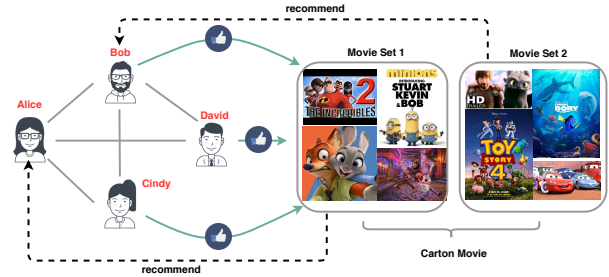 recommend
Bob
Movie Set 1
Movie Set 2
Alice
David
Cindy
2
THE INCREDIBLES
MINIONS
INTRODUCING
STUART
KEVIN
& BOB
HD
DORY
TOY
STORY
4
recommend
Carton Movie